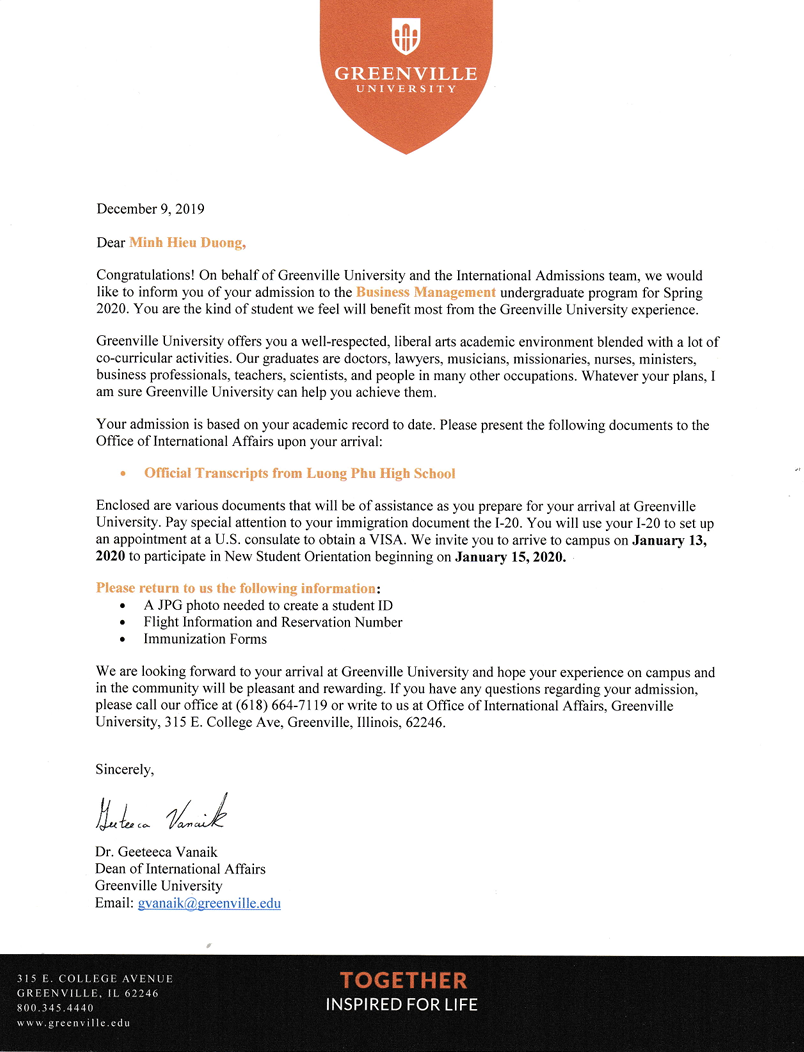 GREENVILLE
UNIVERSITY
December 9, 2019
Dear Minh Hieu Duong,
Congratulations! On behalf of Greenville University and the International Admissions team, we would
like to inform you of your admission to the Business Management undergraduate program for Spring
2020. You are the kind of student we feel will benefit most from the Greenville University experience.
Greenville University offers you a well-respected, liberal arts academic environment blended with a lot of
co-curricular activities. Our graduates are doctors, lawyers, musicians, missionaries, nurses, ministers,
business professionals, teachers, scientists, and people in many other occupations. Whatever your plans, I
am sure Greenville University can help you achieve them.
Your admission is based on your academic record to date. Please present the following documents to the
Office of International Affairs upon your arrival:
• Official Transcripts from Luong Phu High School
Enclosed are various documents that will be of assistance as you prepare for your arrival at Greenville
University. Pay special attention to your immigration document the I-20. You will use your I-20 to set up
an appointment at a U.S. consulate to obtain a VISA. We invite you to arrive to campus on January 13,
2020 to participate in New Student Orientation beginning on January 15, 2020.
Please return to us the following information:
• A JPG photo needed to create a student ID
• Flight Information and Reservation Number
• Immunization Forms
We are looking forward to your arrival at Greenville University and hope your experience on campus and
in the community will be pleasant and rewarding. If you have any questions regarding your admission,
please call our office at (618) 664-7119 or write to us at Office of International Affairs, Greenville
University, 315 E. College Ave, Greenville, Illinois, 62246.
Sincerely,
Geeteeca Vanaik
Dr. Geeteeca Vanaik
Dean of International Affairs
Greenville University
Email: gvanaik@greenville.edu
315 E. COLLEGE AVENUE
GREENVILLE, IL 62246
800.345.4440
www.greenville.edu
TOGETHER
INSPIRED FOR LIFE